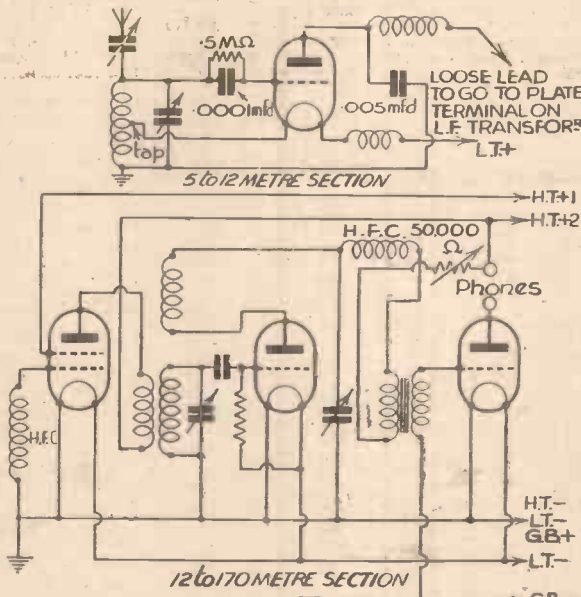 .5MΩ
.0001mfd
.005mfd
LOOSE LEAD
TO GO TO PLATE
TERMINAL ON
L.F. TRANSFORR
tap
L.T.+
5 to 12 METRE SECTION
H.T.+1
H.T.+2
H.F.C. 50,000
Ω
Phones
H.F.C
H.T.-
L.T.-
G.B.+
L.T.-
12 to 170 METRE SECTION
G.B.